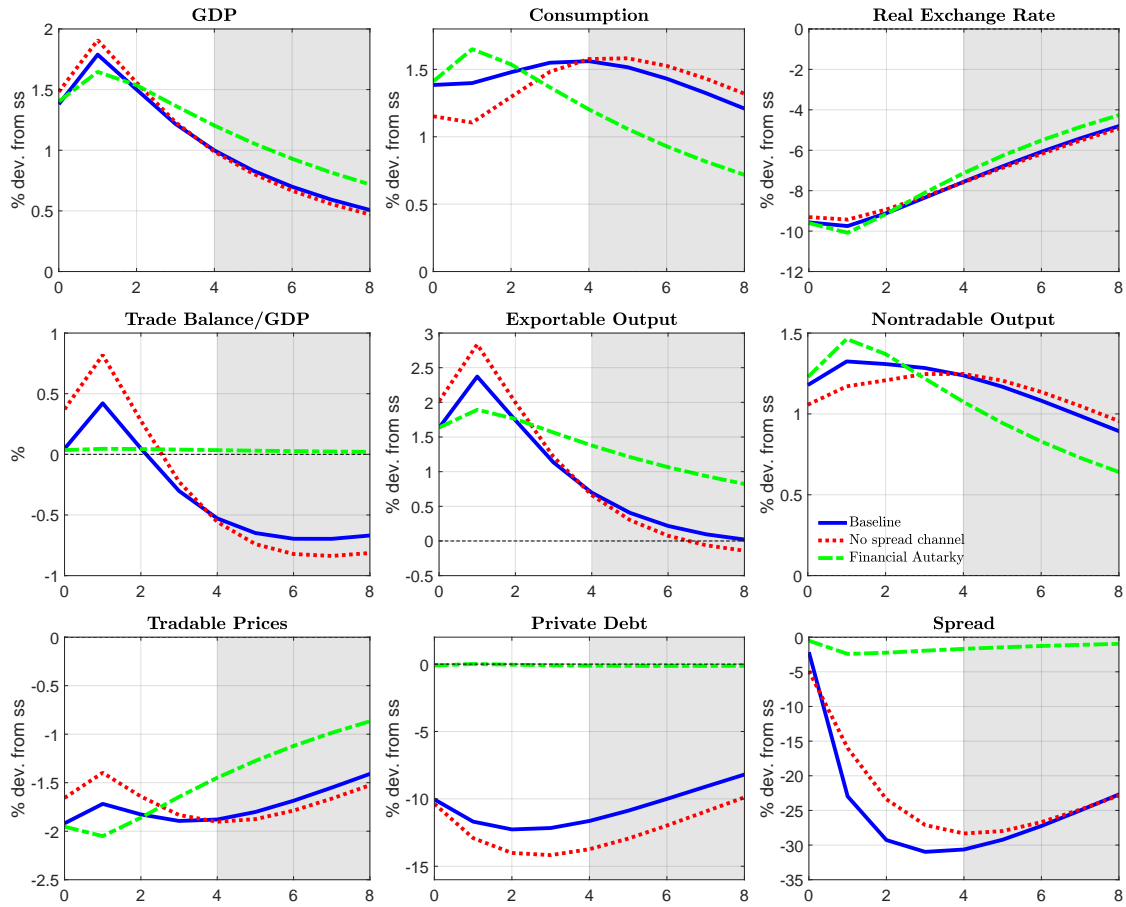 GDP
% dev. from ss
2
1.5
1
0.5
0
0 2 4 6 8
Consumption
% dev. from ss
1.5
1
0.5
0
0 2 4 6 8
Real Exchange Rate
% dev. from ss
0
-2
-4
-6
-8
-10
-12
0 2 4 6 8
Trade Balance/GDP
%
1
0.5
0
-0.5
-1
0 2 4 6 8
Exportable Output
% dev. from ss
3
2.5
2
1.5
1
0.5
0
-0.5
0 2 4 6 8
Nontradable Output
% dev. from ss
1.5
1
0.5
0
Baseline
No spread channel
Financial Autarky
0 2 4 6 8
Tradable Prices
% dev. from ss
0
-0.5
-1
-1.5
-2
-2.5
0 2 4 6 8
Private Debt
% dev. from ss
0
-5
-10
-15
0 2 4 6 8
Spread
% dev. from ss
0
-5
-10
-15
-20
-25
-30
-35
0 2 4 6 8